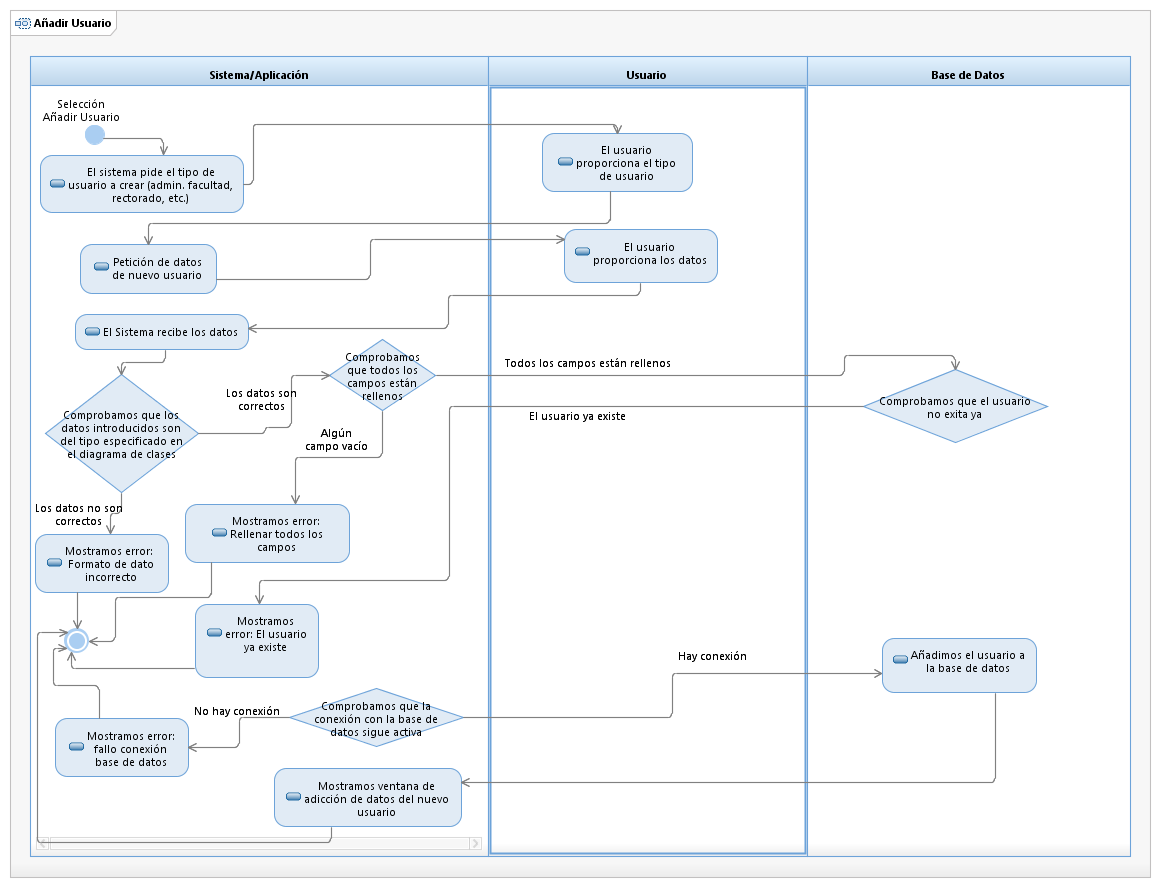 Añadir Usuario
Sistema/Aplicación
Usuario
Base de Datos
Selección
Añadir Usuario
El sistema pide el tipo de
usuario a crear (admin. facultad,
rectorado, etc.)
El usuario
proporciona el tipo
de usuario
Petición de datos
de nuevo usuario
El usuario
proporciona los datos
El Sistema recibe los datos
Comprobamos
que todos los
campos están
rellenos
Todos los campos están rellenos
Comprobamos que el usuario
no exita ya
Los datos son
correctos
El usuario ya existe
Comprobamos que los
datos introducidos son
del tipo especificado en
el diagrama de clases
Algún
campo vacío
Los datos no son
correctos
Mostramos error:
Rellenar todos los
campos
Mostramos error:
Formato de dato
incorrecto
Mostramos
error: El usuario
ya existe
Hay conexión
Añadimos el usuario a
la base de datos
No hay conexión
Comprobamos que la
conexión con la base de
datos sigue activa
Mostramos error:
fallo conexión
base de datos
Mostramos ventana de
adicción de datos del nuevo
usuario